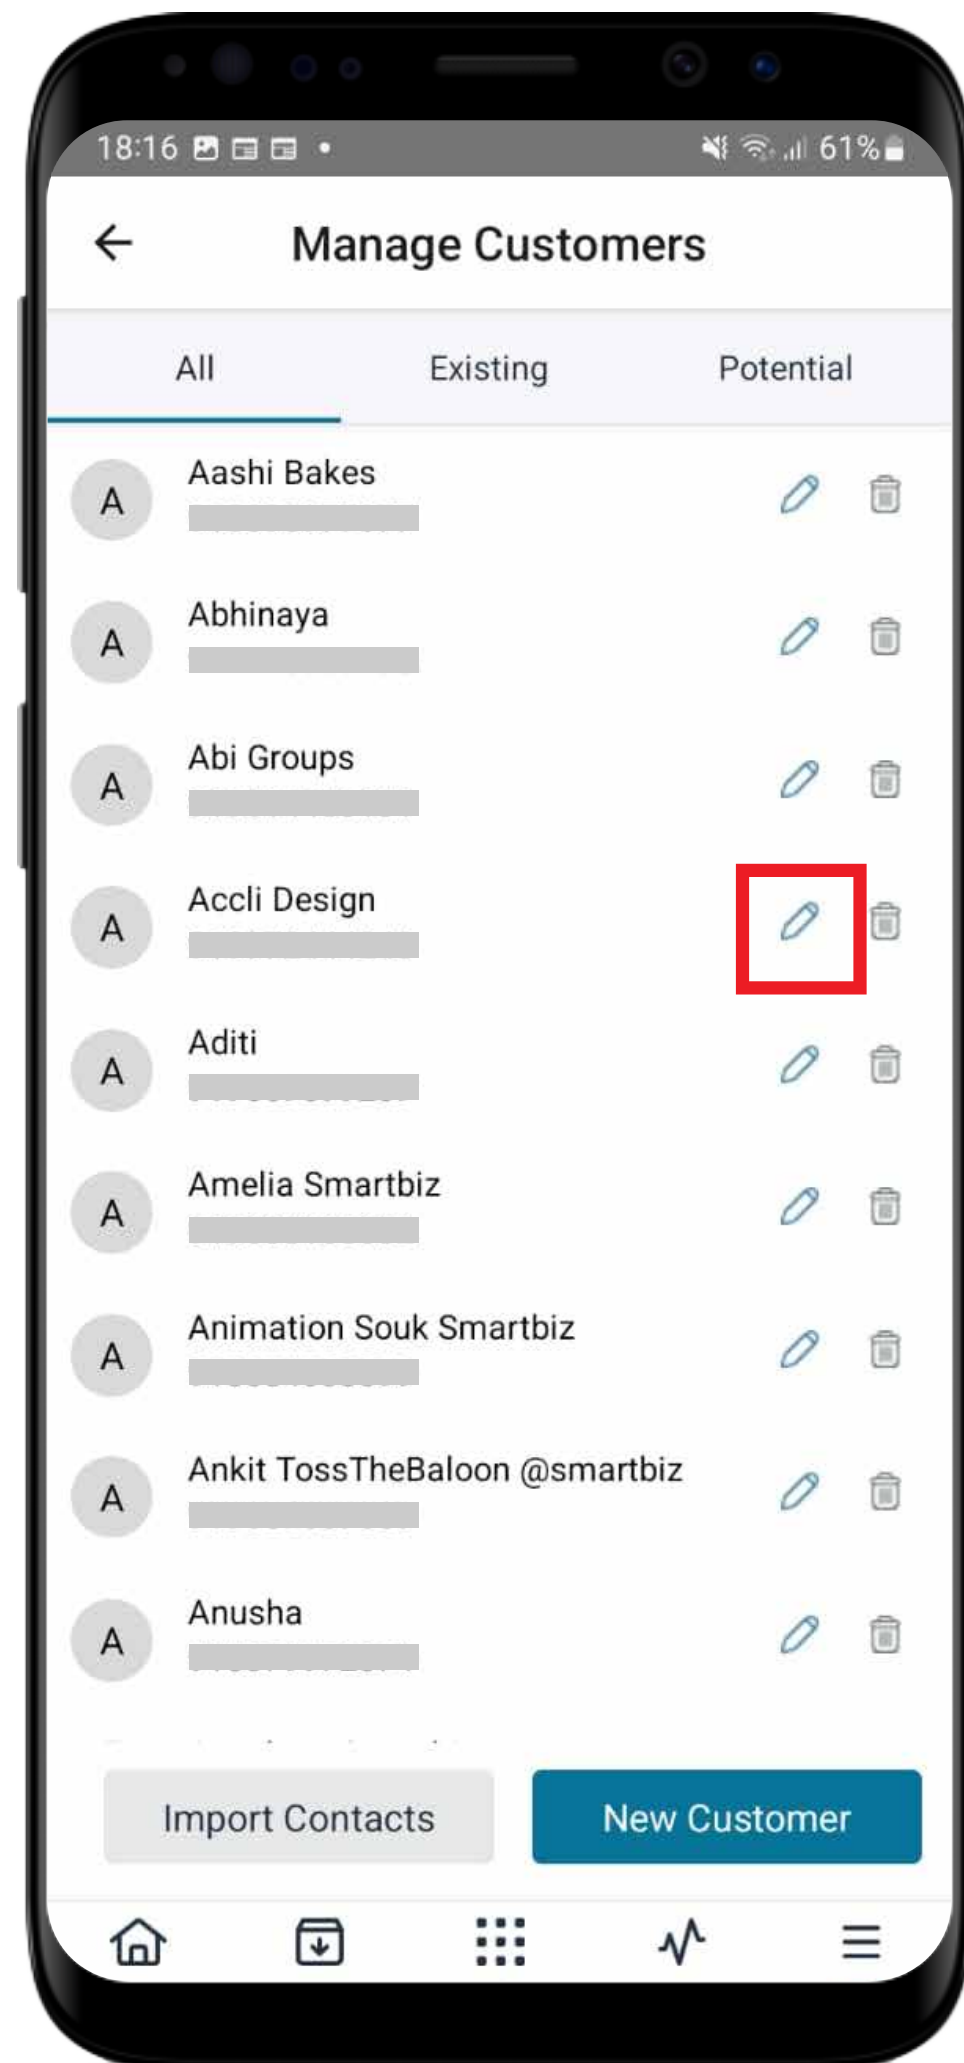 18:16
61%
Manage Customers
All Existing Potential
A
Aashi Bakes
A
Abhinaya
A
Abi Groups
A
Accli Design
A
Aditi
A
Amelia Smartbiz
A
Animation Souk Smartbiz
A
Ankit TossTheBaloon @smartbiz
A
Anusha
Import Contacts
New Customer